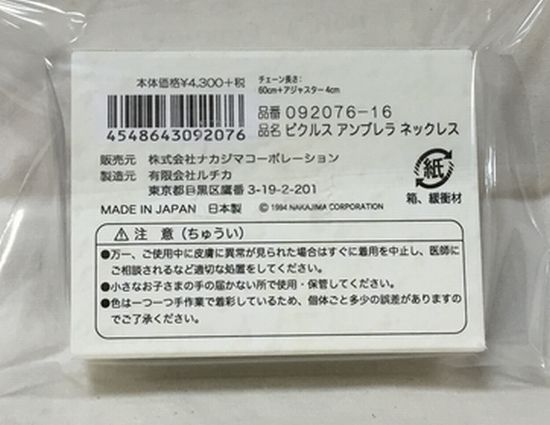 本体価格¥4,300+税
チェーン長さ:
60cm+アジャスター4cm
4548643092076
品番 092076-16
品名 ピクルス アンブレラ ネックレス
販売元 株式会社ナカジマコーポレーション
製造元 有限会社ルチカ
東京都目黒区鷹番3-19-2-201
MADE IN JAPAN 日本製 © 1994 NAKAJIMA CORPORATION
紙
箱、緩衝材
⚠ 注 意 (ちゅうい)
●万一、ご使用中に皮膚に異常が見られた場合はすぐに着用を中止し、医師に
ご相談されるなど適切な処置をしてください。
●小さなお子さまの手の届かない所で使用・保管してください。
●色は一つ一つ手作業で着彩しているため、個体ごと多少の誤差がありますの
でご了承ください。